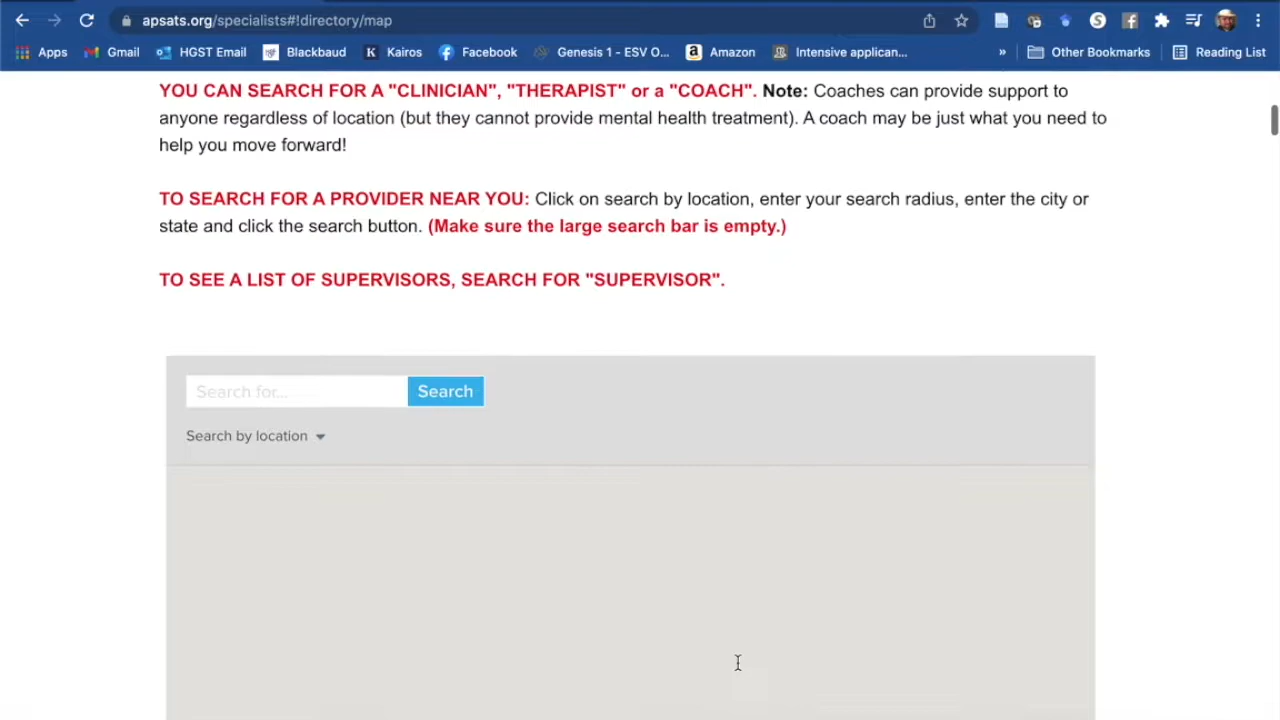 apsats.org/specialists#!directory/map
Apps Gmail HGST Email Blackbaud K Kairos Facebook Genesis 1 - ESV O... Amazon Intensive applican... » Other Bookmarks Reading List
YOU CAN SEARCH FOR A "CLINICIAN", "THERAPIST" or a "COACH". Note: Coaches can provide support to
anyone regardless of location (but they cannot provide mental health treatment). A coach may be just what you need to
help you move forward!
TO SEARCH FOR A PROVIDER NEAR YOU: Click on search by location, enter your search radius, enter the city or
state and click the search button. (Make sure the large search bar is empty.)
TO SEE A LIST OF SUPERVISORS, SEARCH FOR "SUPERVISOR".
Search for... Search
Search by location